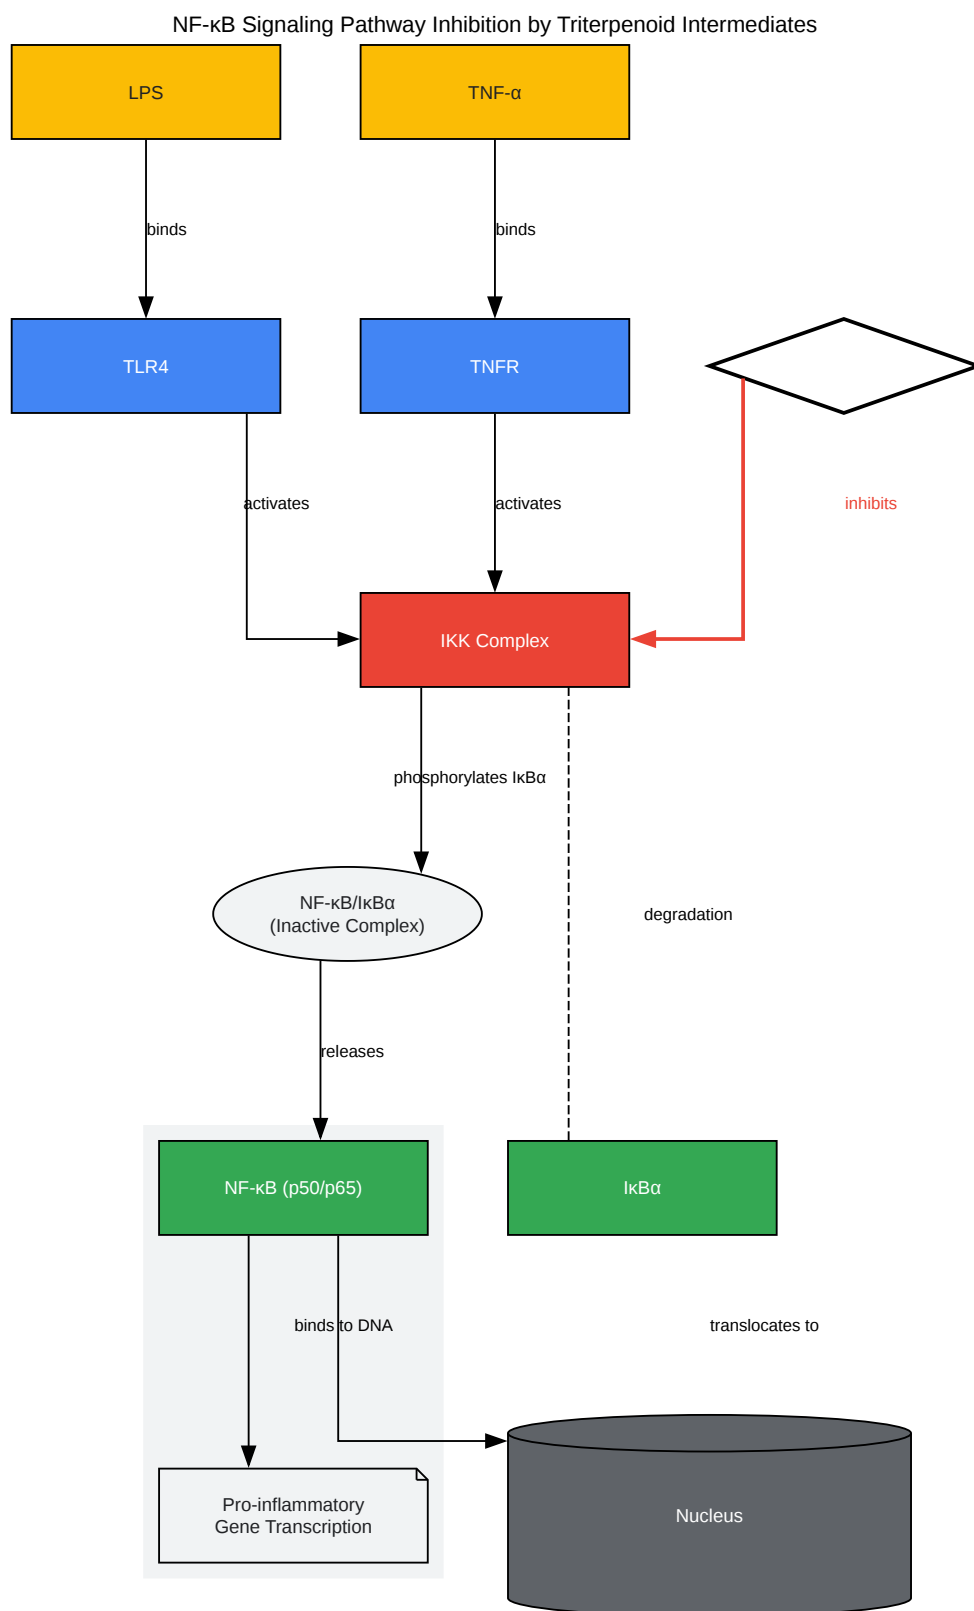 NF-κB Signaling Pathway Inhibition by Triterpenoid Intermediates
LPS
TNF-α
binds
binds
TLR4
TNFR
activates
activates
inhibits
IKK Complex
phosphorylates IκBα
NF-κB/IκBα
(Inactive Complex)
degradation
releases
NF-κB (p50/p65)
IκBα
binds to DNA
translocates to
Pro-inflammatory
Gene Transcription
Nucleus